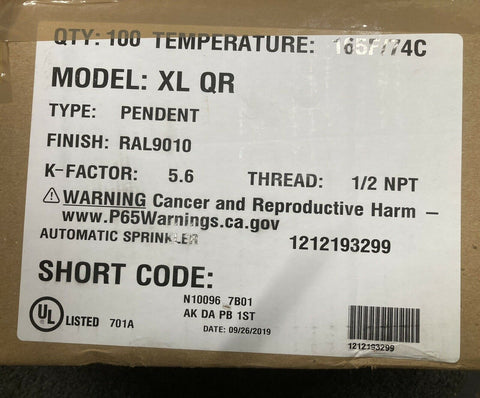 QTY: 100 TEMPERATURE: 165F/74C
MODEL: XL QR
TYPE: PENDENT
FINISH: RAL9010
K-FACTOR: 5.6 THREAD: 1/2 NPT
⚠WARNING Cancer and Reproductive Harm –
www.P65Warnings.ca.gov
AUTOMATIC SPRINKLER 1212193299
SHORT CODE:
N10096_7B01
AK DA PB 1ST
UL LISTED 701A DATE: 09/26/2019
1212193299